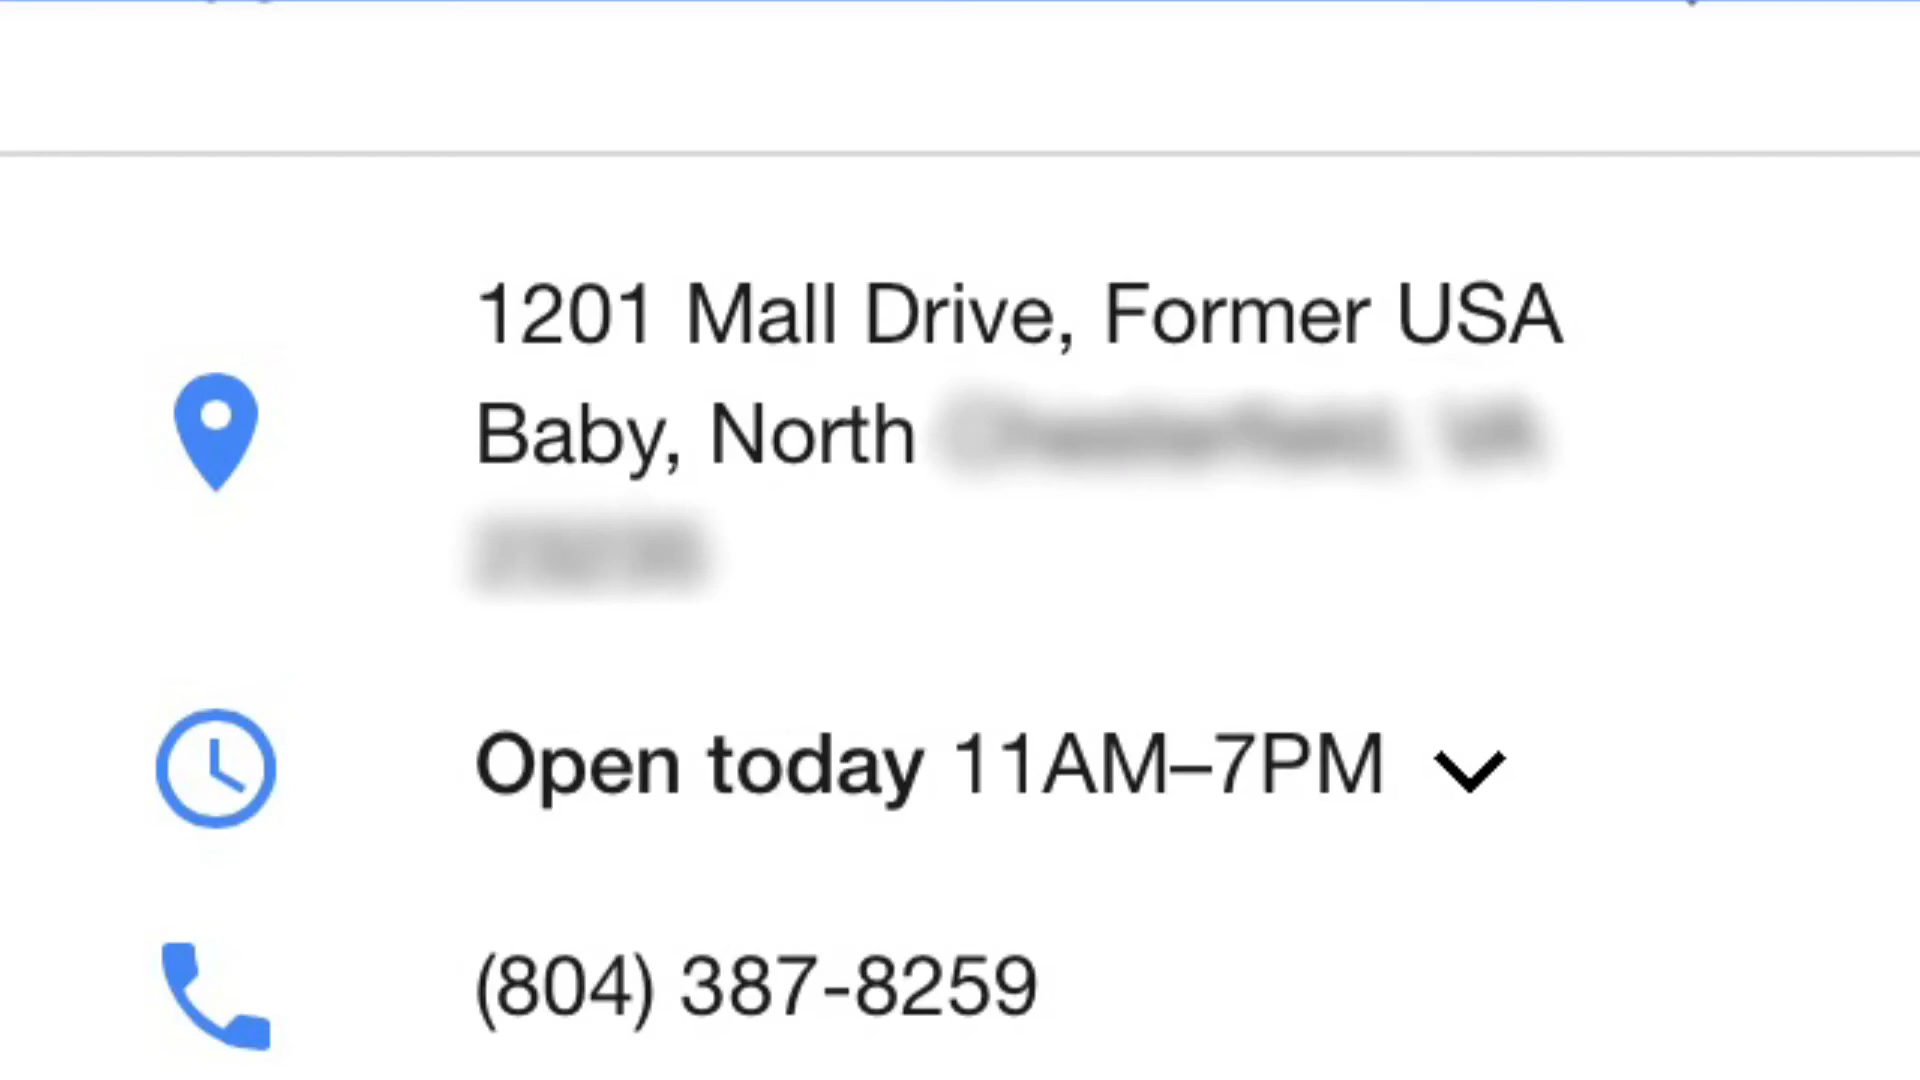 1201 Mall Drive, Former USA
Baby, North
Open today 11AM–7PM
(804) 387-8259